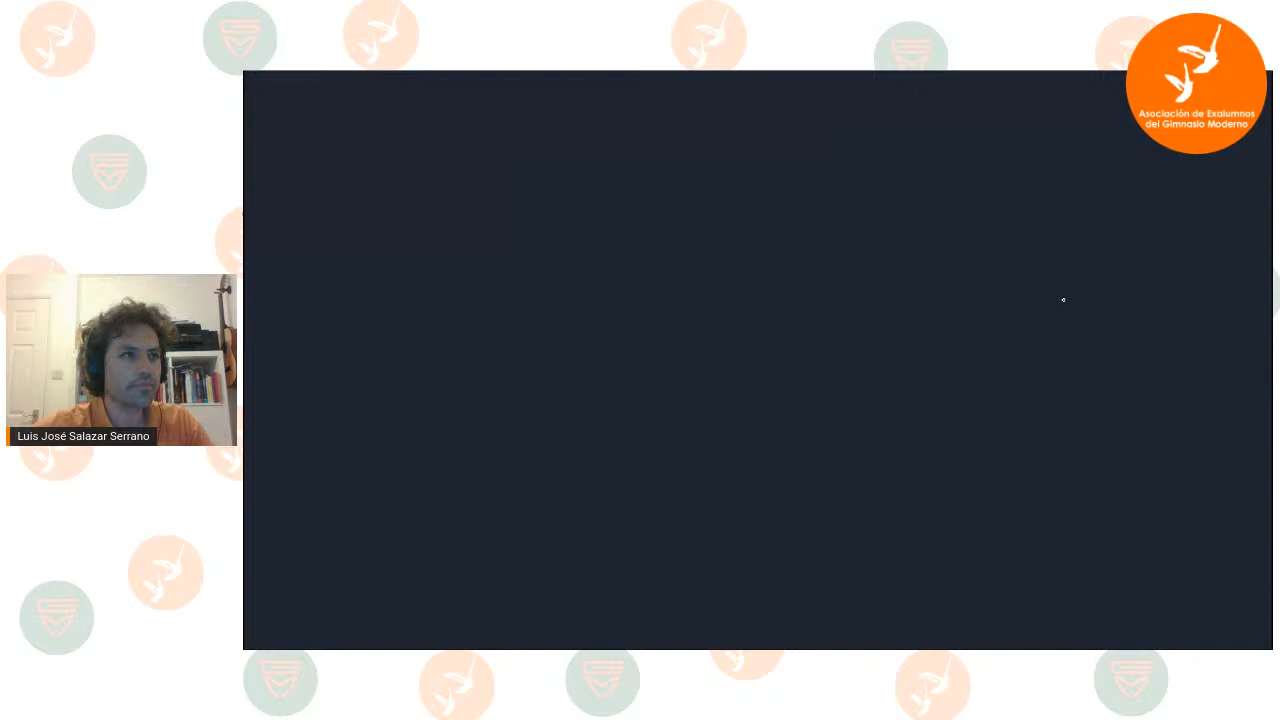 Asociación de Exalumnos
del Gimnasio Moderno
Luis José Salazar Serrano